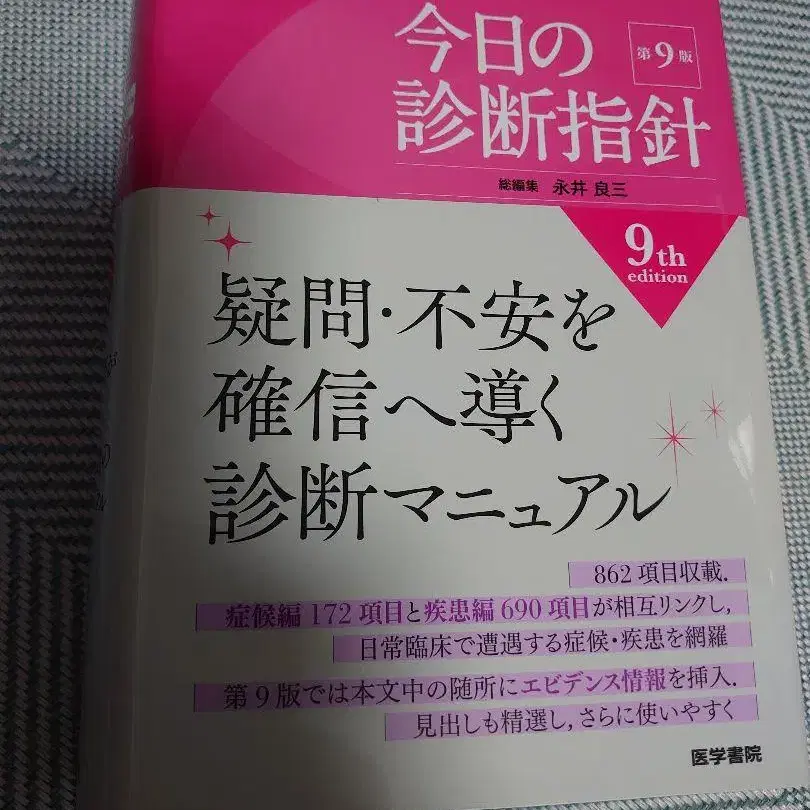 今日の
診断指針
第9版
総編集 永井良三
9th
edition
疑問・不安を
確信へ導く
診断マニュアル
862項目収載.
症候編172項目と疾患編690項目が相互リンクし,
日常臨床で遭遇する症候・疾患を網羅
第9版では本文中の随所にエビデンス情報を挿入.
見出しも精選し,さらに使いやすく
医学書院